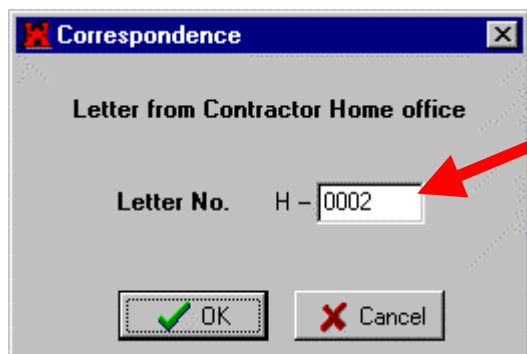 Correspondence
Letter from Contractor Home office
Letter No. H – 0002
OK Cancel